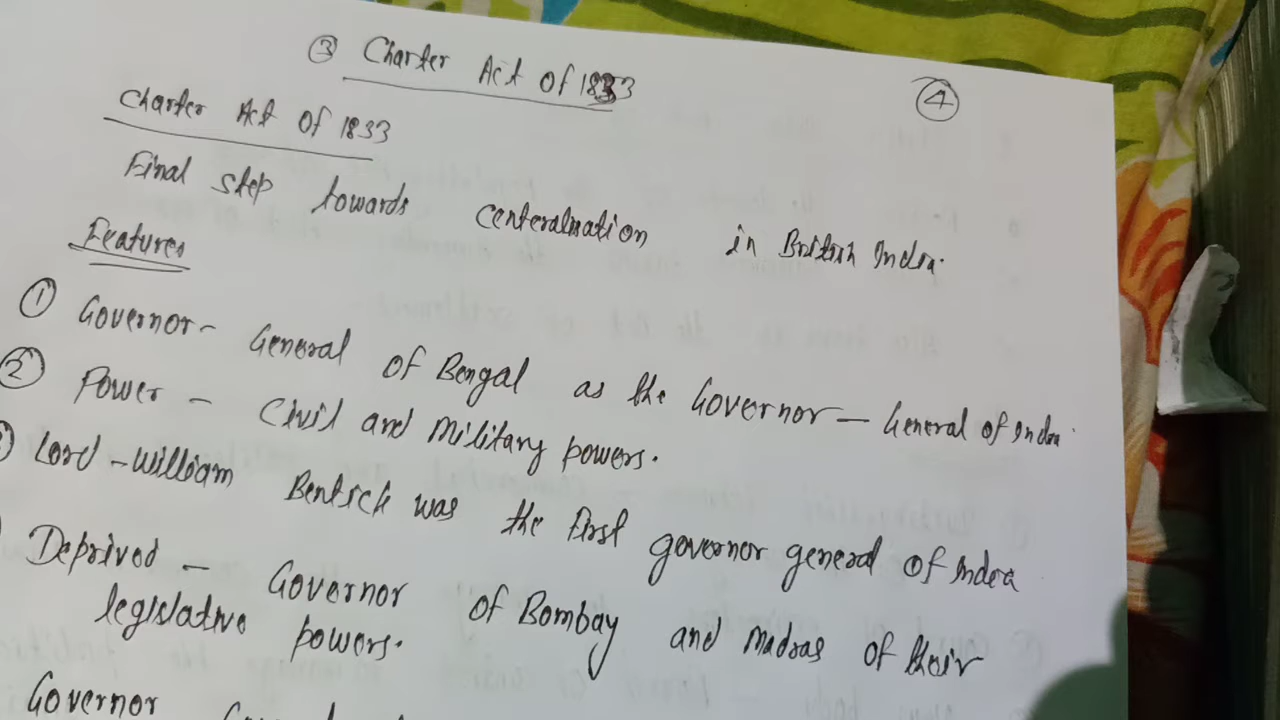 ③ Charter Act of 1833
④
Charter Act of 1833
Final step towards centeralisation in British India.
Features
① Governor- General of Bengal as the Governor - General of India.
② Power - Civil and military powers.
Lord - William Bentick was the first governor general of India
Deprived - Governor of Bombay and Madras of their
legislative powers.
Governor